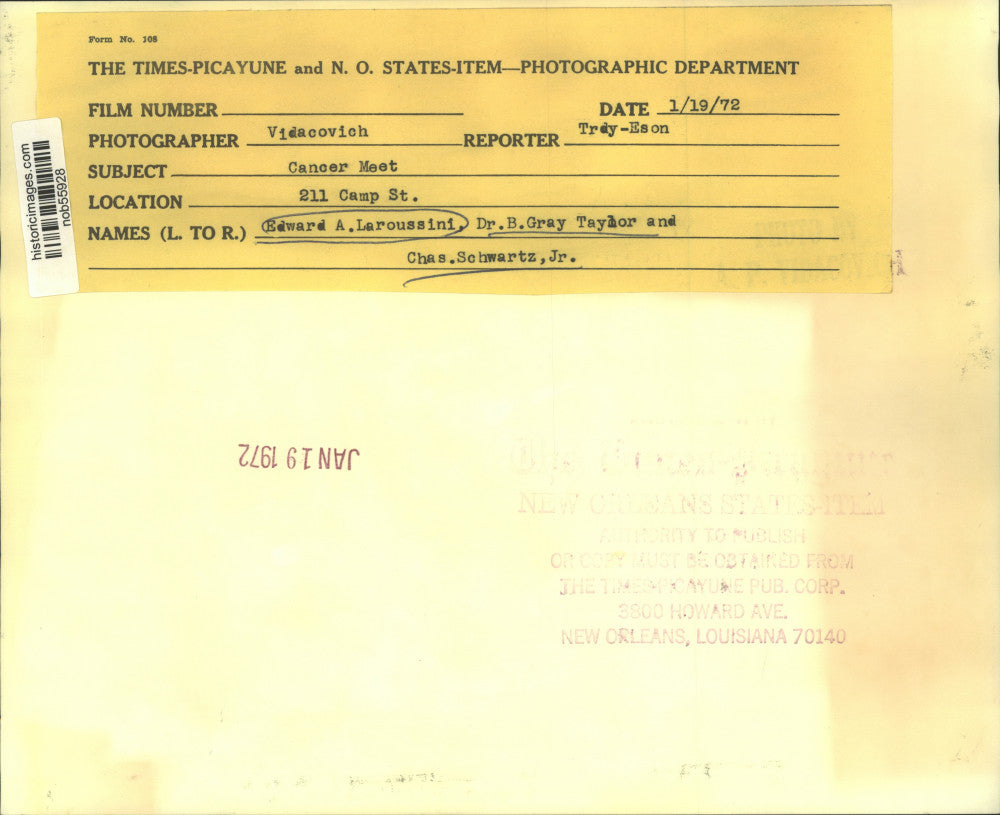 Form No. 108
THE TIMES-PICAYUNE and N. O. STATES-ITEM—PHOTOGRAPHIC DEPARTMENT
FILM NUMBER DATE 1/19/72
PHOTOGRAPHER Vidacovich REPORTER Trdy-Eson
SUBJECT Cancer Meet
LOCATION 211 Camp St.
NAMES (L. TO R.) Edward A.Laroussini, Dr.B.Gray Taylor and
Chas.Schwartz,Jr.
historicimages.com
nob55928
JAN 19 1972
NEW ORLEANS STATES-ITEM
AUTHORITY TO PUBLISH
OR COPY MUST BE OBTAINED FROM
THE TIMES-PICAYUNE PUB. CORP.
3800 HOWARD AVE.
NEW ORLEANS, LOUISIANA 70140